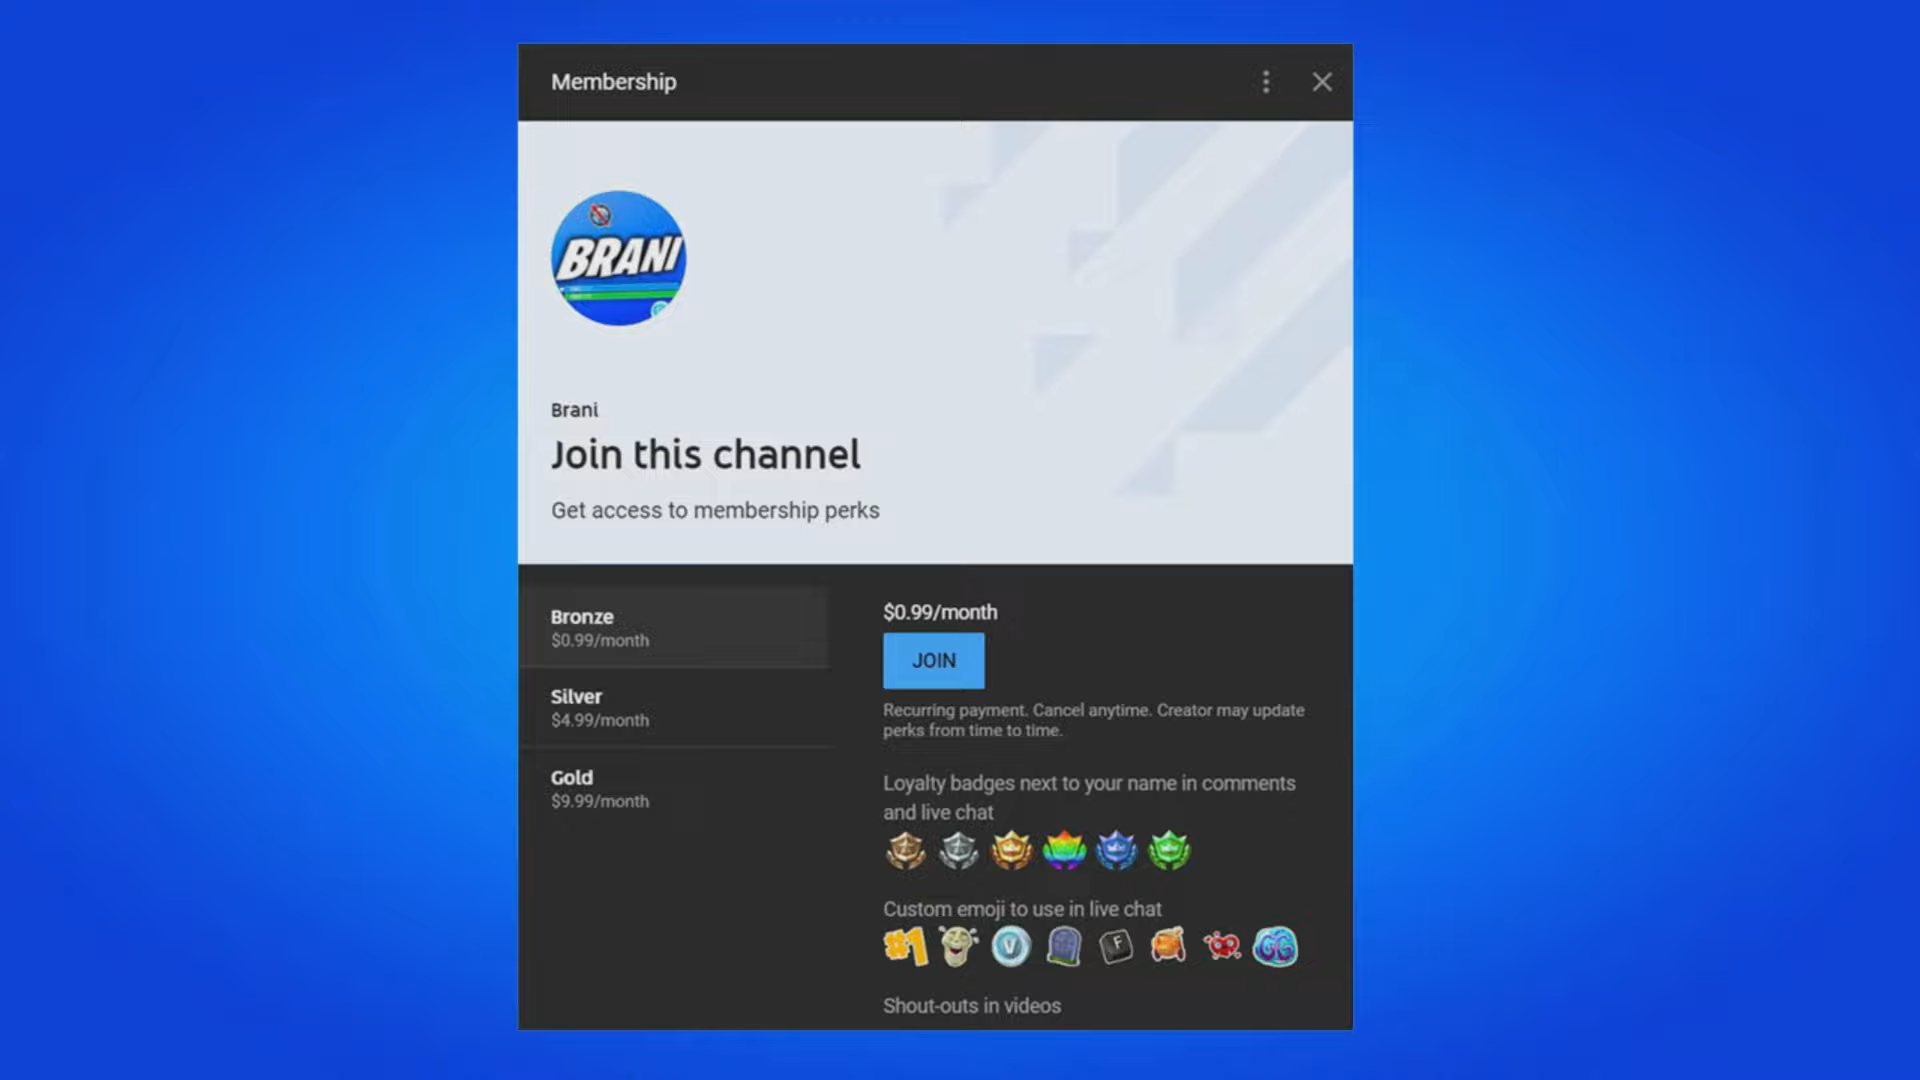 Membership
BRANI
Brani
Join this channel
Get access to membership perks
Bronze
$0.99/month
Silver
$4.99/month
Gold
$9.99/month
$0.99/month
JOIN
Recurring payment. Cancel anytime. Creator may update
perks from time to time.
Loyalty badges next to your name in comments
and live chat
Custom emoji to use in live chat
#1
V
F
GG
Shout-outs in videos